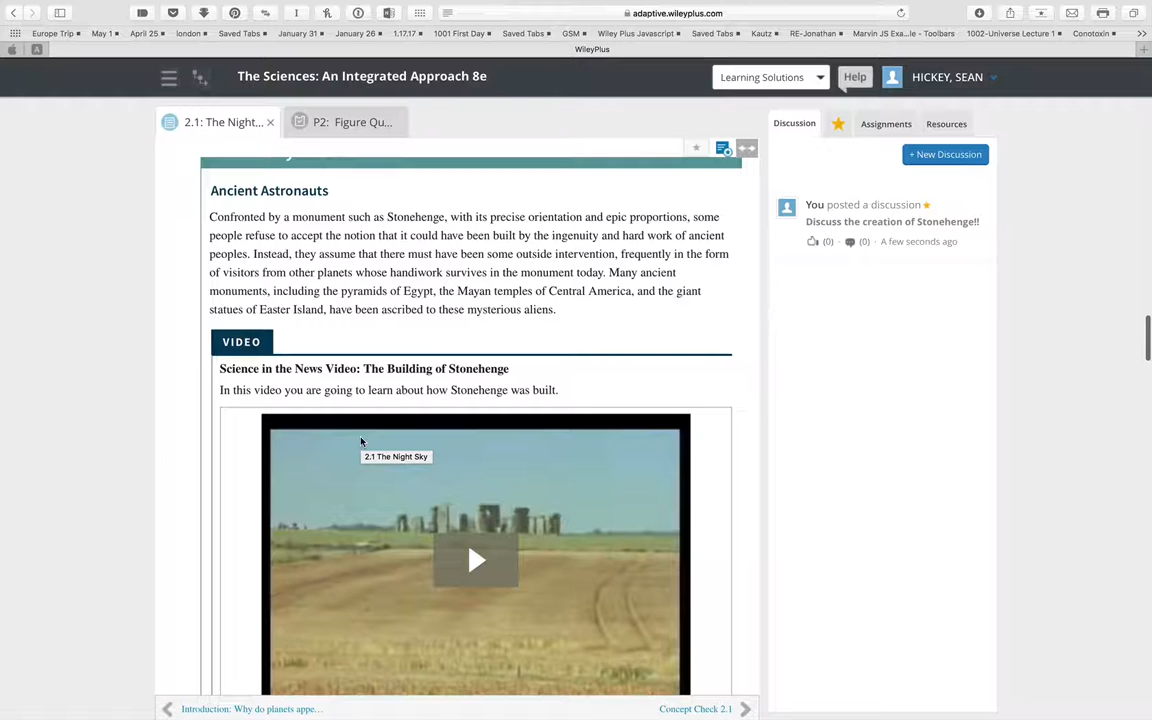 adaptive.wileyplus.com
Europe Trip May 1 April 25 london Saved Tabs January 31 January 26 1.17.17 1001 First Day Saved Tabs GSM Wiley Plus Javascript Saved Tabs Kautz RE-Jonathan Marvin JS Exa...le - Toolbars 1002-Universe Lecture 1 Conotoxin >>
A WileyPlus
The Sciences: An Integrated Approach 8e Learning Solutions Help HICKEY, SEAN
2.1: The Night... P2: Figure Qu... Discussion Assignments Resources
+ New Discussion
Ancient Astronauts
Confronted by a monument such as Stonehenge, with its precise orientation and epic proportions, some
people refuse to accept the notion that it could have been built by the ingenuity and hard work of ancient
peoples. Instead, they assume that there must have been some outside intervention, frequently in the form
of visitors from other planets whose handiwork survives in the monument today. Many ancient
monuments, including the pyramids of Egypt, the Mayan temples of Central America, and the giant
statues of Easter Island, have been ascribed to these mysterious aliens.
VIDEO
Science in the News Video: The Building of Stonehenge
In this video you are going to learn about how Stonehenge was built.
2.1 The Night Sky
Introduction: Why do planets appe... Concept Check 2.1
You posted a discussion
Discuss the creation of Stonehenge!!
(0) · (0) · A few seconds ago